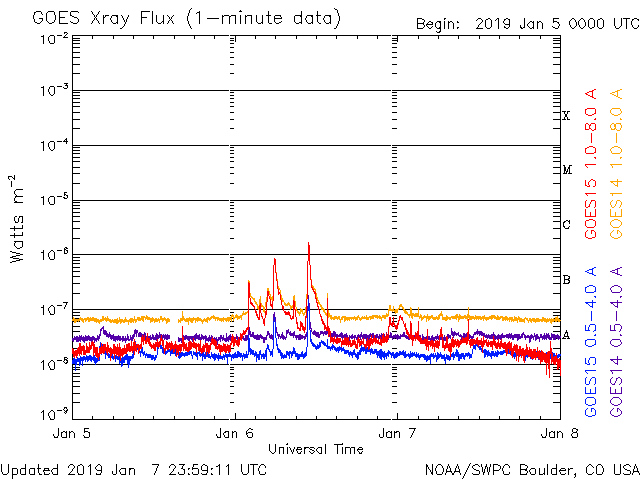 GOES Xray Flux (1-minute data)
Begin: 2019 Jan 5 0000 UTC
10⁻²
10⁻³
10⁻⁴
10⁻⁵
10⁻⁶
10⁻⁷
10⁻⁸
10⁻⁹
Watts m⁻²
X
M
C
B
A
GOES15 1.0-8.0 A
GOES14 1.0-8.0 A
GOES15 0.5-4.0 A
GOES14 0.5-4.0 A
Jan 5 Jan 6 Jan 7 Jan 8
Universal Time
Updated 2019 Jan 7 23:59:11 UTC
NOAA/SWPC Boulder, CO USA